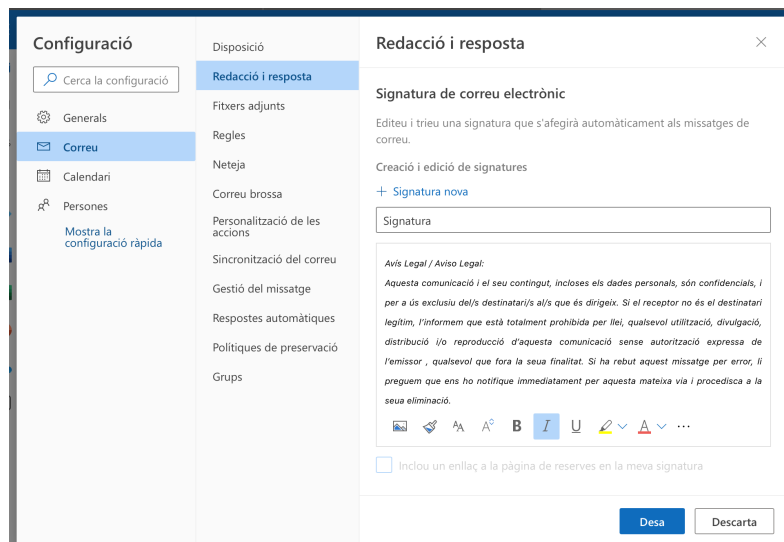 Configuració
Cerca la configuració
Generals
Correu
Calendari
Persones
Mostra la
configuració ràpida
Disposició
Redacció i resposta
Fitxers adjunts
Regles
Neteja
Correu brossa
Personalització de les
accions
Sincronització del correu
Gestió del missatge
Respostes automàtiques
Polítiques de preservació
Grups
Redacció i resposta
Signatura de correu electrònic
Editeu i trieu una signatura que s'afegirà automàticament als missatges de
correu.
Creació i edició de signatures
+ Signatura nova
Signatura
Avís Legal / Aviso Legal:
Aquesta comunicació i el seu contingut, incloses els dades personals, són confidencials, i
per a ús exclusiu del/s destinatari/s al/s que és dirigeix. Si el receptor no és el destinatari
legítim, l'informem que està totalment prohibida per llei, qualsevol utilització, divulgació,
distribució i/o reproducció d'aquesta comunicació sense autorització expressa de
l'emissor , qualsevol que fora la seua finalitat. Si ha rebut aquest missatge per error, li
preguem que ens ho notifique immediatament per aquesta mateixa via i procedisca a la
seua eliminació.
B I U A
Inclou un enllaç a la pàgina de reserves en la meva signatura
Desa
Descarta